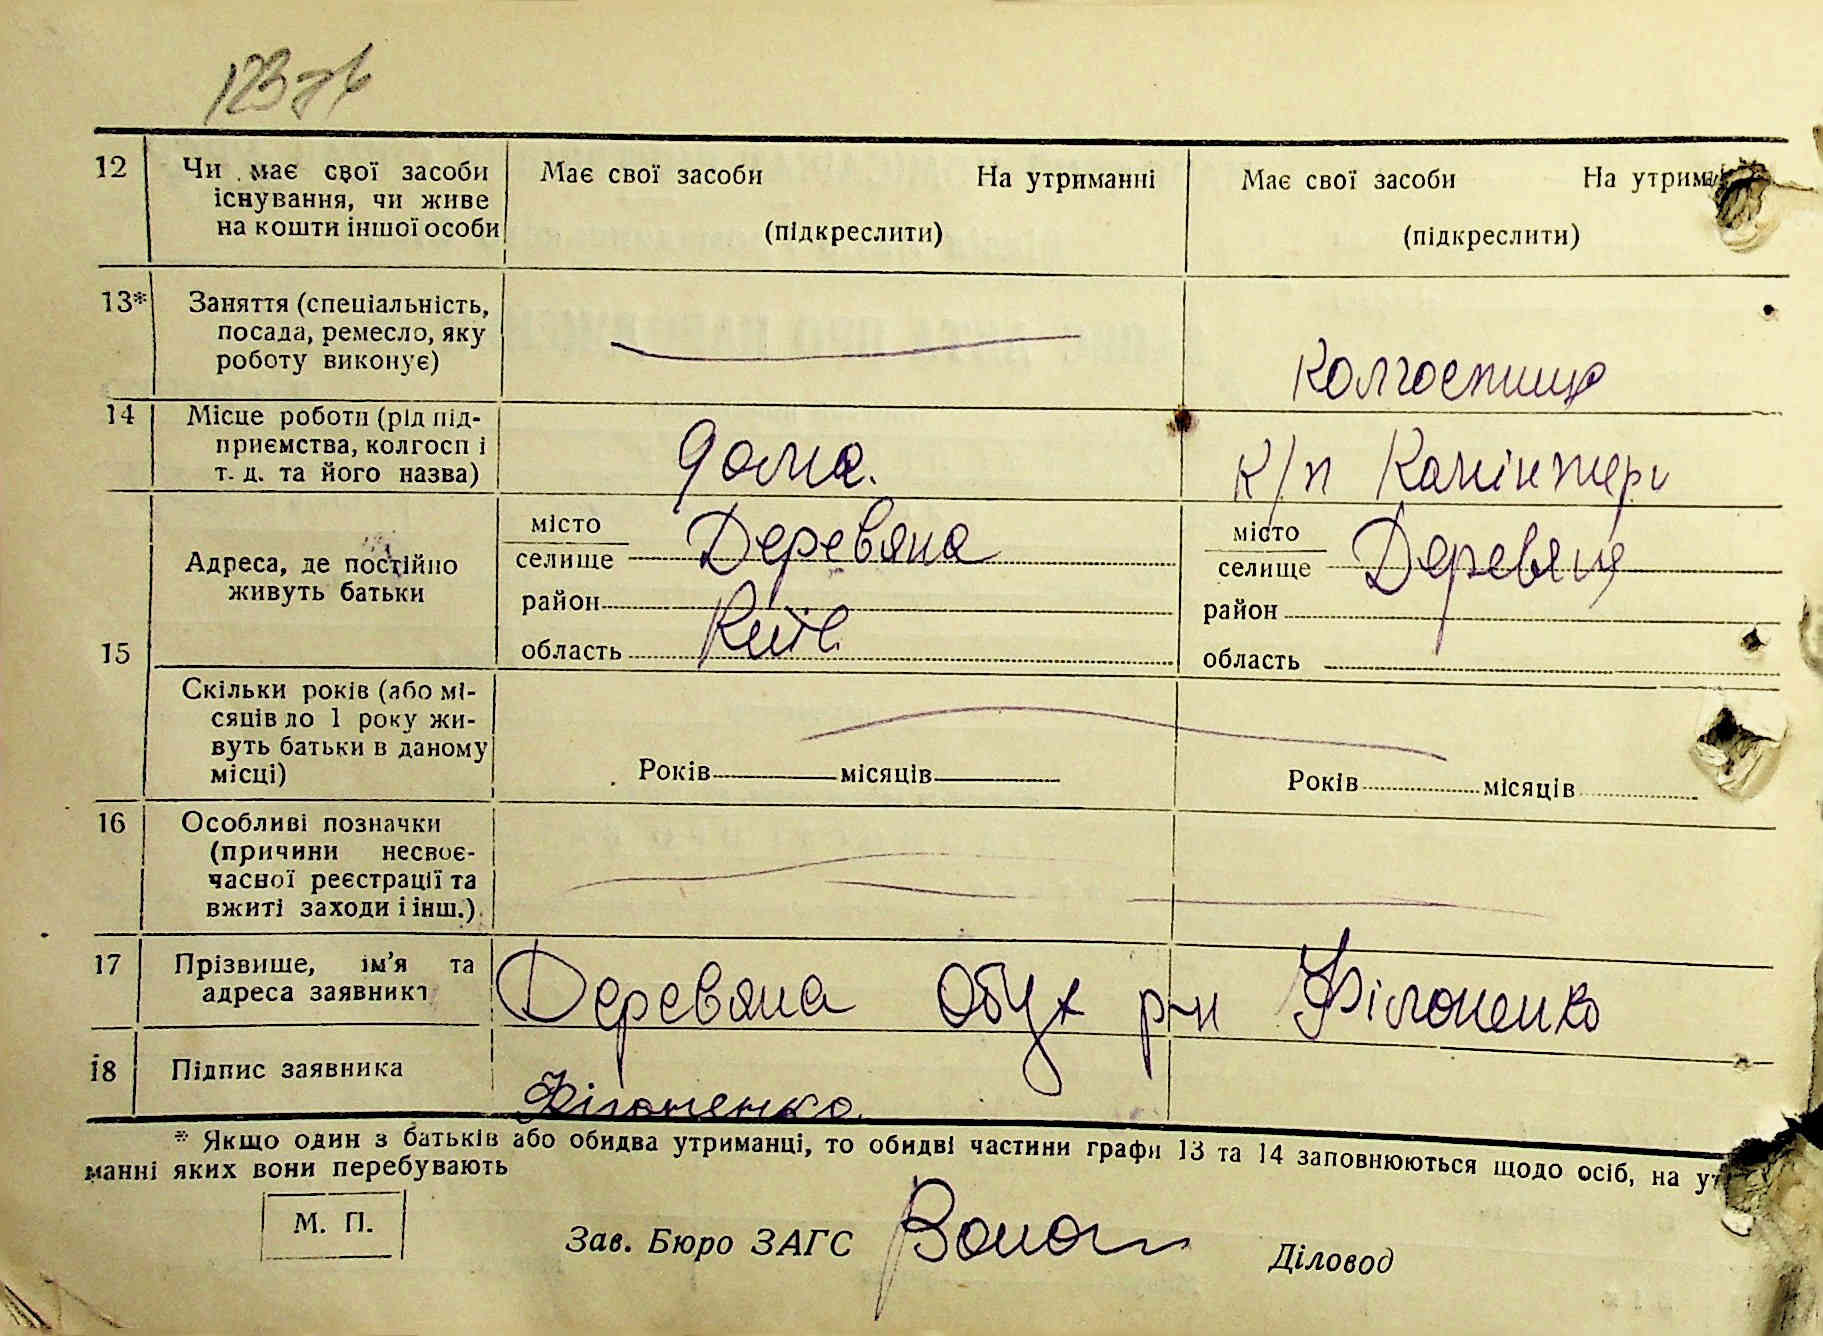 12 Чи має свої засоби існування, чи живе на кошти іншої особи
Має свої засоби На утриманні
(підкреслити)
Має свої засоби На утрим
(підкреслити)
13* Заняття (спеціальність, посада, ремесло, яку роботу виконує)
Колгоспниця
14 Місце роботи (рід підприємства, колгосп і т. д. та його назва)
дома.
к/п Комінтерн
15 Адреса, де постійно живуть батьки
місто
селище Деревяна
район
область Київ
місто
селище Деревяна
район
область
Скільки років (або місяців до 1 року живуть батьки в даному місці)
Років місяців
Років місяців
16 Особливі позначки (причини несвоєчасної реєстрації та вжиті заходи і інш.)
17 Прізвище, ім'я та адреса заявника
Деревяна Обух р-н Філоненко
18 Підпис заявника
Філоненко
* Якщо один з батьків або обидва утриманці, то обидві частини графи 13 та 14 заповнюються щодо осіб, на ут
манні яких вони перебувають
М. П.
Зав. Бюро ЗАГС
Діловод